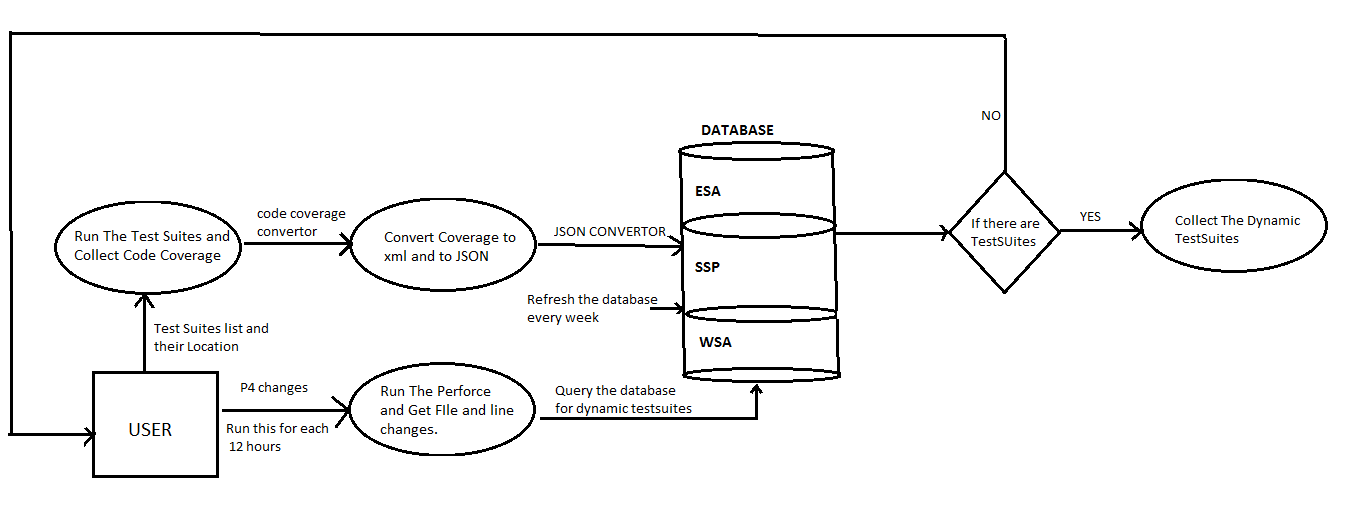 NO
DATABASE
ESA
code coverage
convertor
Run The Test Suites and
Collect Code Coverage
Convert Coverage to
xml and to JSON
JSON CONVERTOR
SSP
If there are
TestSUites
YES
Collect The Dynamic
TestSuites
Refresh the database
every week
Test Suites list and
their Location
WSA
P4 changes
Run The Perforce
and Get FIle and line
changes.
Query the database
for dynamic testsuites
USER
Run this for each
12 hours